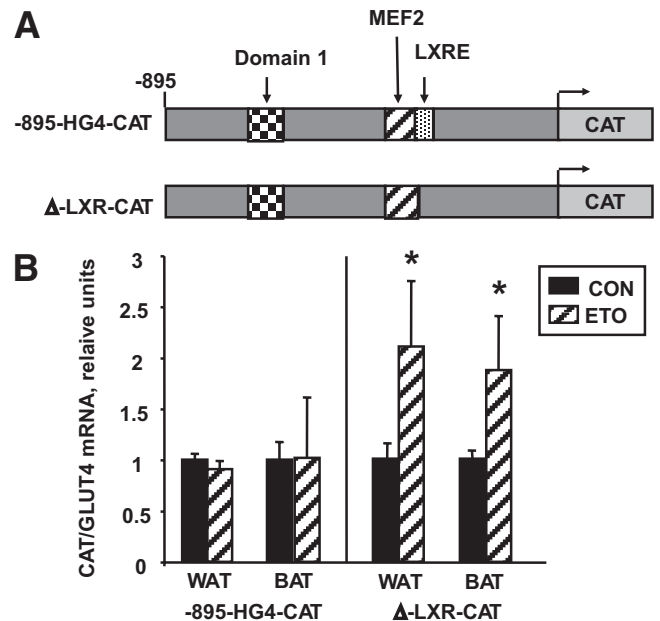 A
MEF2
Domain 1
LXRE
-895
-895-HG4-CAT
CAT
Δ-LXR-CAT
CAT
B
CAT/GLUT4 mRNA, relaive units
3
2.5
2
1.5
1
0.5
0
*
*
CON
ETO
WAT
BAT
WAT
BAT
-895-HG4-CAT
Δ-LXR-CAT